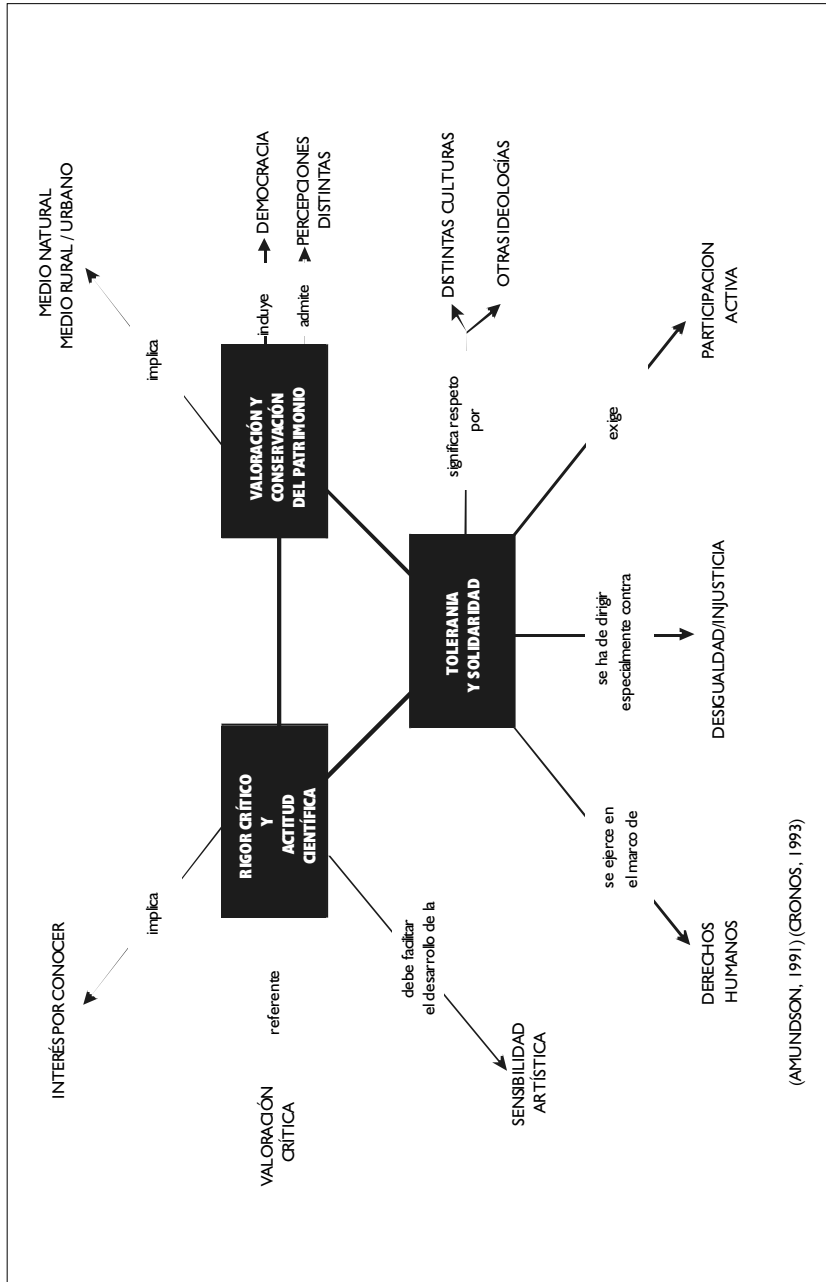 INTERÉS POR CONOCER
MEDIO NATURAL
MEDIO RURAL / URBANO
implica
implica
VALORACIÓN
CRÍTICA
referente
RIGOR CRÍTICO
Y
ACTITUD
CIENTÍFICA
VALORACIÓN Y
CONSERVACIÓN
DEL PATRIMONIO
incluye
DEMOCRACIA
admite
PERCEPCIONES
DISTINTAS
debe facilitar
el desarrollo de la
SENSIBILIDAD
ARTÍSTICA
TOLERANIA
Y SOLIDARIDAD
significa respeto
por
DISTINTAS CULTURAS
OTRAS IDEOLOGÍAS
se ejerce en
el marco de
se ha de dirigir
especialmente contra
exige
DERECHOS
HUMANOS
DESIGUALDAD/INJUSTICIA
PARTICIPACION
ACTIVA
(AMUNDSON, 1991) (CRONOS, 1993)